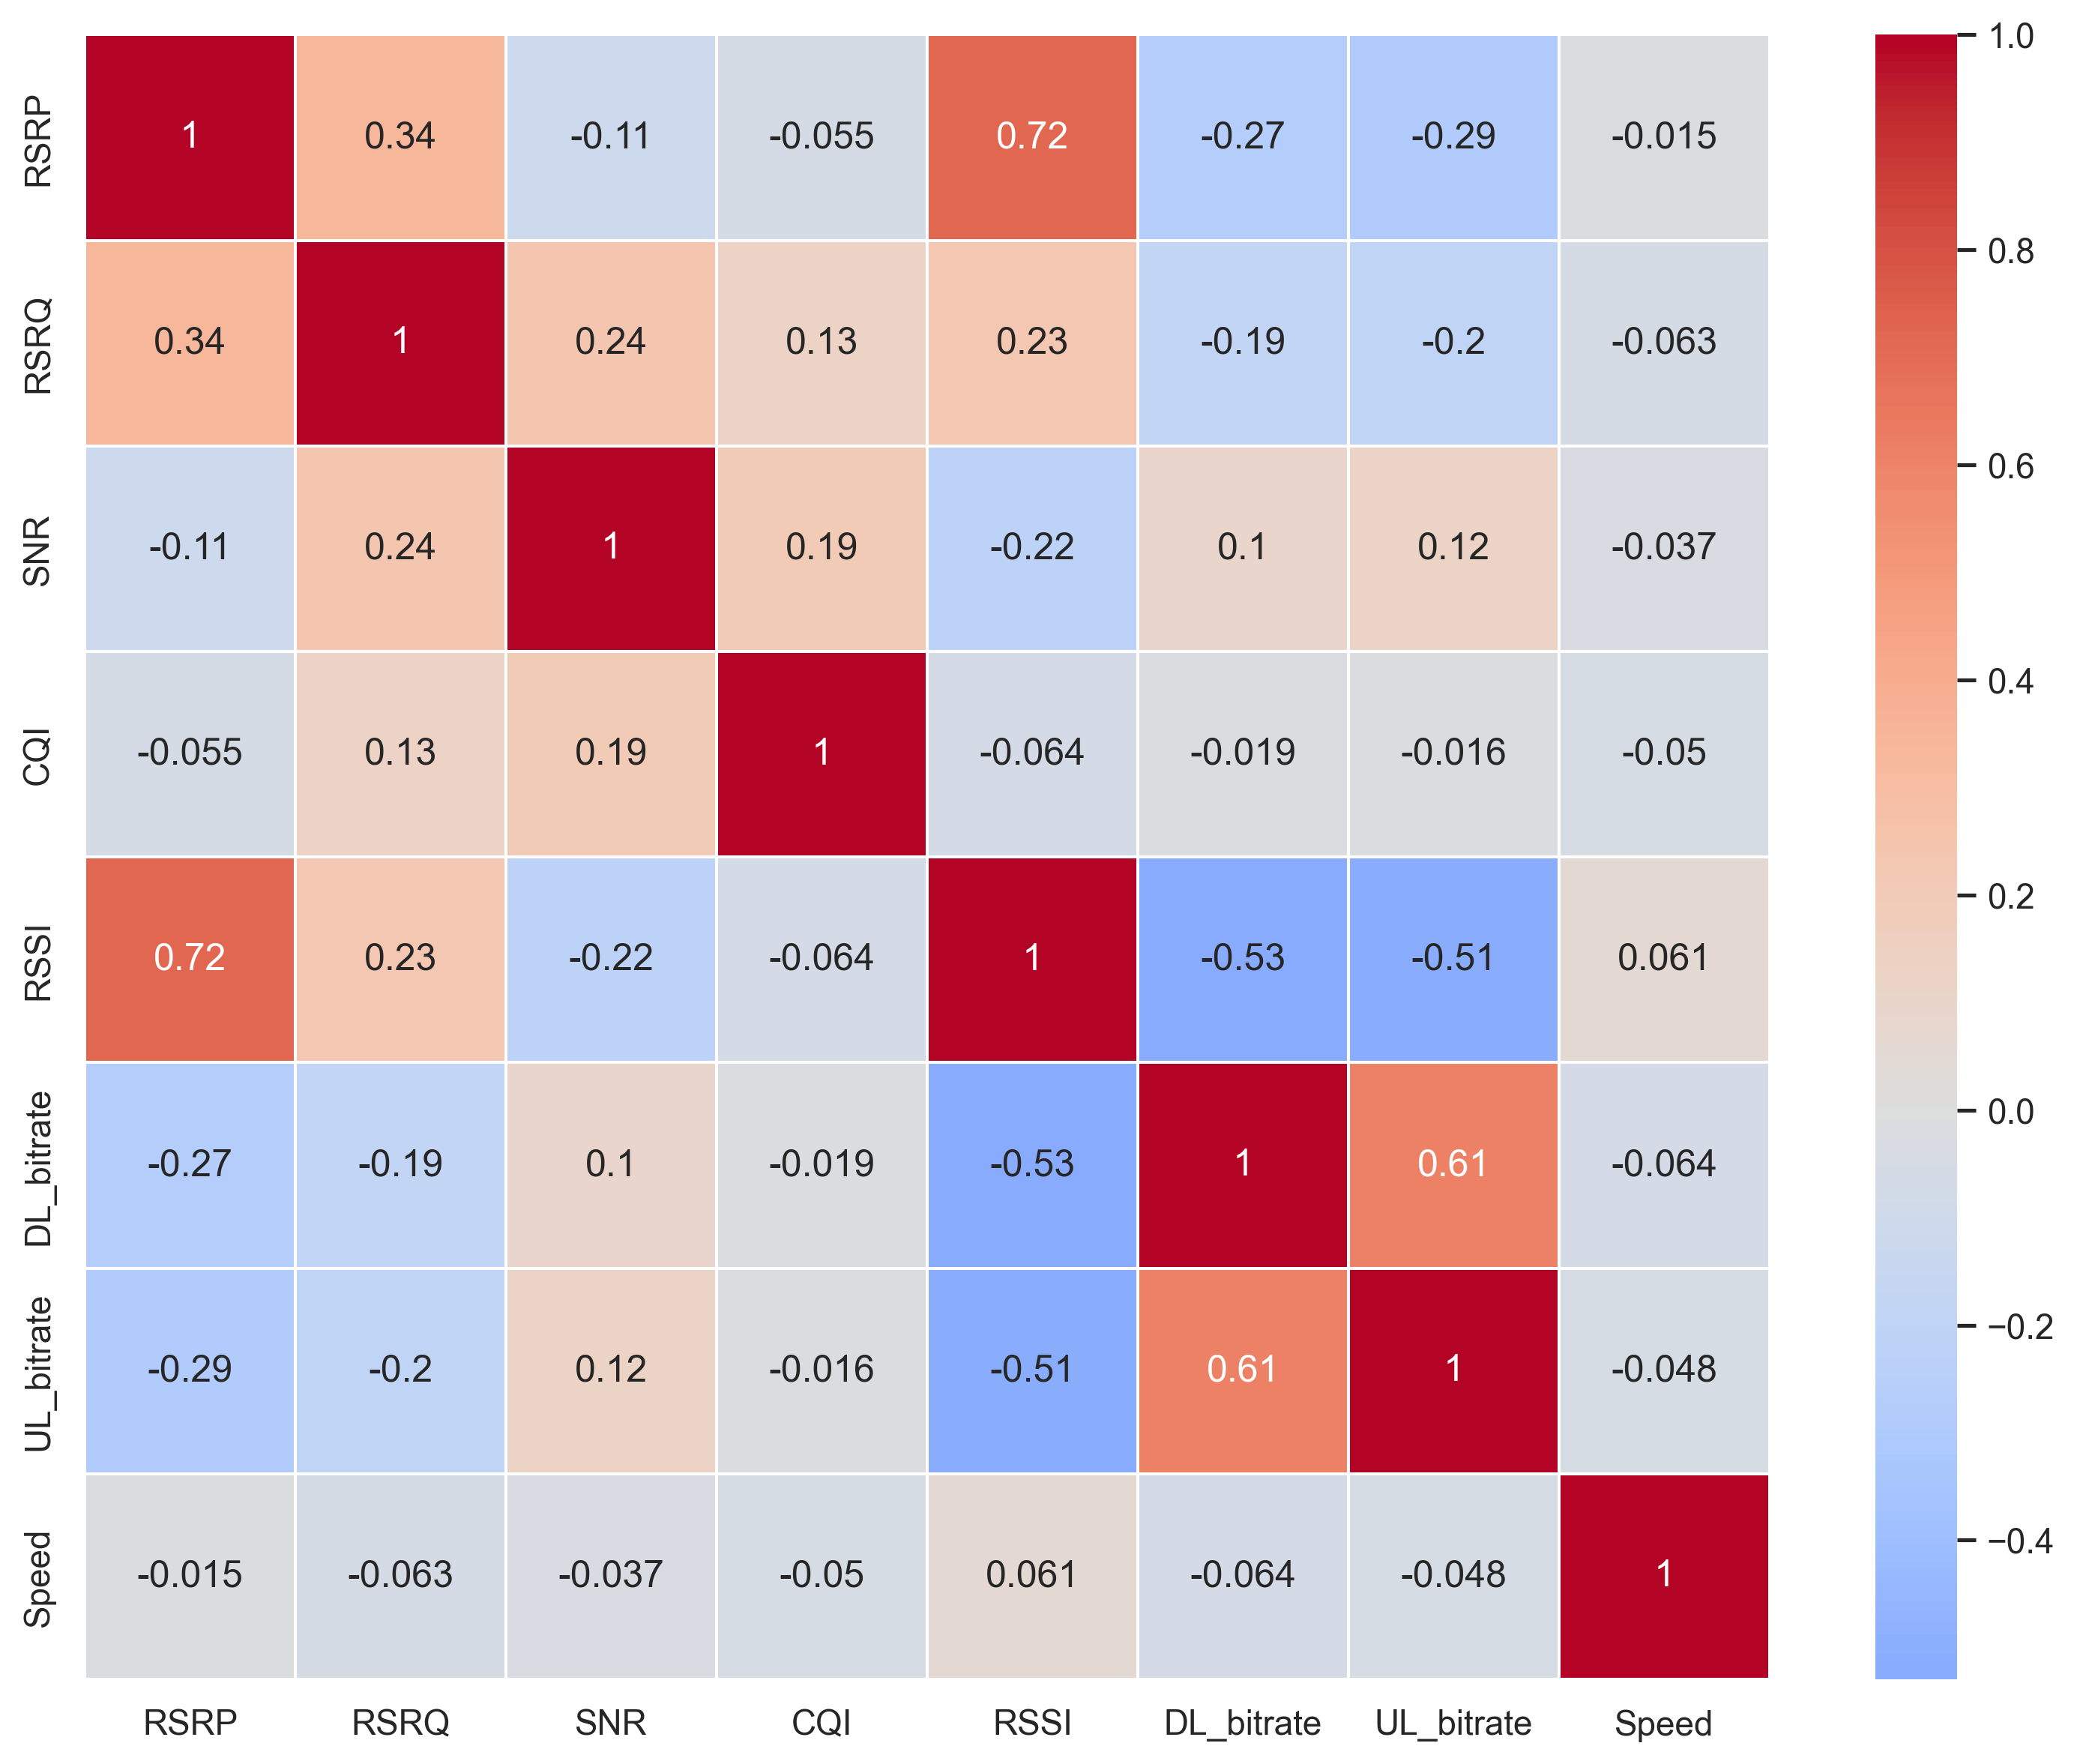 RSRP 1 0.34 -0.11 -0.055 0.72 -0.27 -0.29 -0.015
RSRQ 0.34 1 0.24 0.13 0.23 -0.19 -0.2 -0.063
SNR -0.11 0.24 1 0.19 -0.22 0.1 0.12 -0.037
CQI -0.055 0.13 0.19 1 -0.064 -0.019 -0.016 -0.05
RSSI 0.72 0.23 -0.22 -0.064 1 -0.53 -0.51 0.061
DL_bitrate -0.27 -0.19 0.1 -0.019 -0.53 1 0.61 -0.064
UL_bitrate -0.29 -0.2 0.12 -0.016 -0.51 0.61 1 -0.048
Speed -0.015 -0.063 -0.037 -0.05 0.061 -0.064 -0.048 1
RSRP RSRQ SNR CQI RSSI DL_bitrate UL_bitrate Speed
1.0
0.8
0.6
0.4
0.2
0.0
−0.2
−0.4